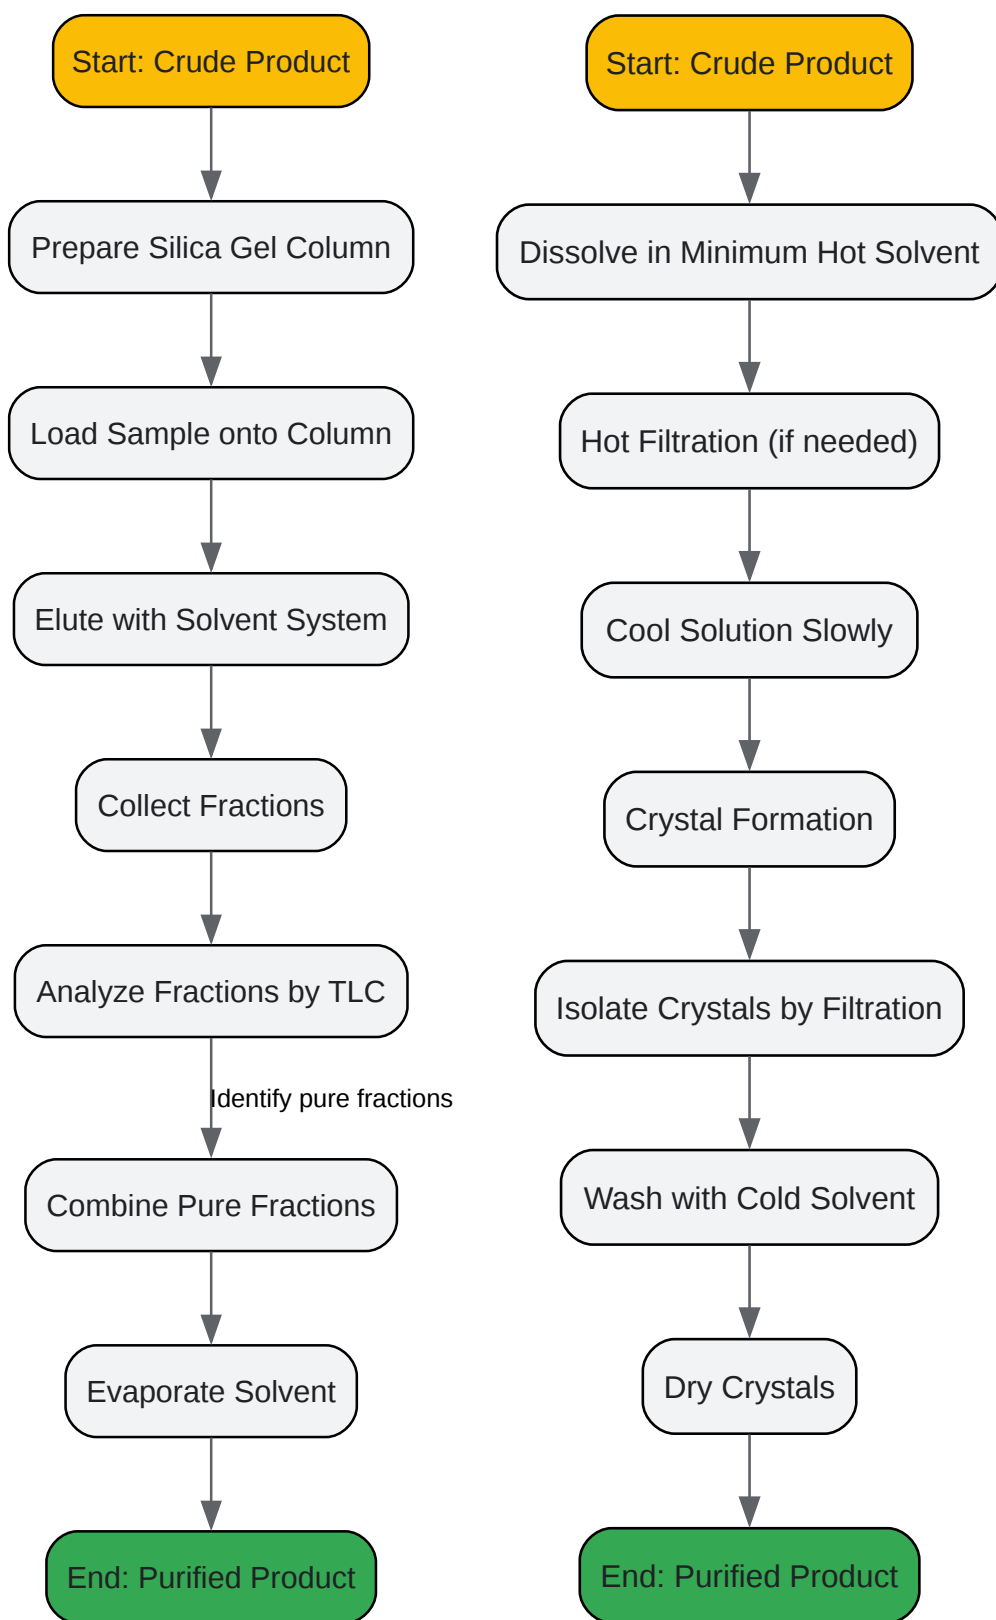 Start: Crude Product
Prepare Silica Gel Column
Load Sample onto Column
Elute with Solvent System
Collect Fractions
Analyze Fractions by TLC
Identify pure fractions
Combine Pure Fractions
Evaporate Solvent
End: Purified Product
Start: Crude Product
Dissolve in Minimum Hot Solvent
Hot Filtration (if needed)
Cool Solution Slowly
Crystal Formation
Isolate Crystals by Filtration
Wash with Cold Solvent
Dry Crystals
End: Purified Product